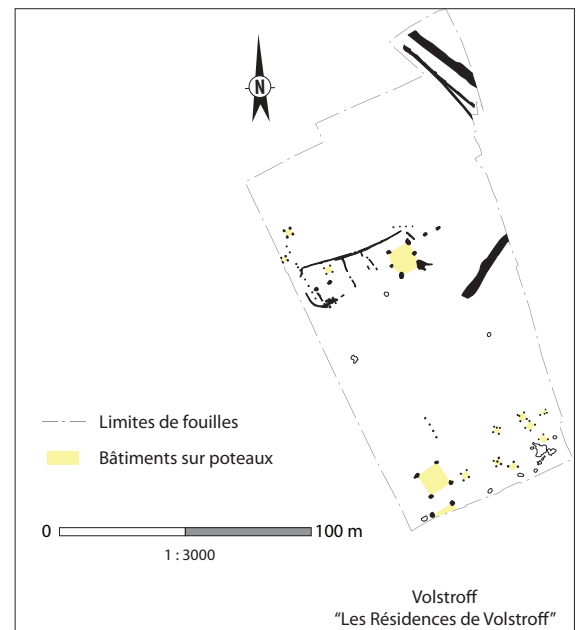 N
Limites de fouilles
Bâtiments sur poteaux
0 100 m
1 : 3000
Volstroff
“Les Résidences de Volstroff”